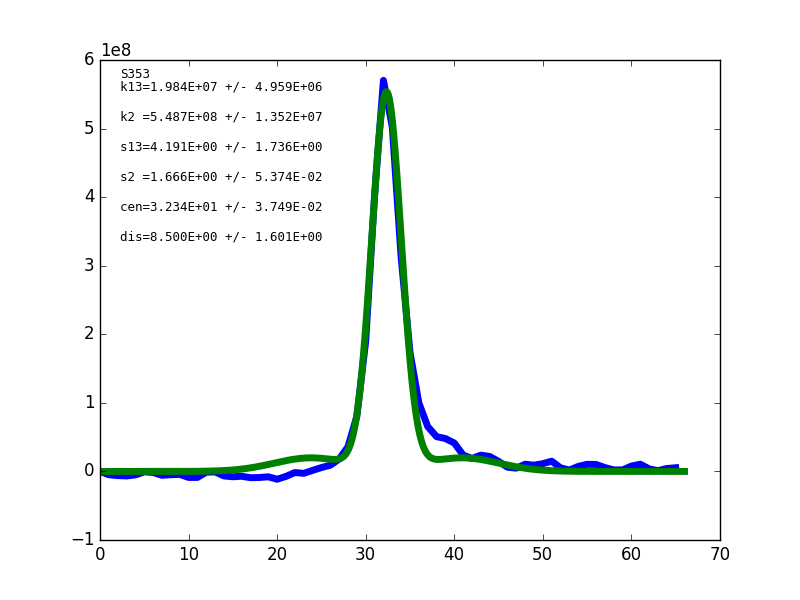 1e8
S353
k13=1.984E+07 +/- 4.959E+06
k2 =5.487E+08 +/- 1.352E+07
s13=4.191E+00 +/- 1.736E+00
s2 =1.666E+00 +/- 5.374E-02
cen=3.234E+01 +/- 3.749E-02
dis=8.500E+00 +/- 1.601E+00
6
5
4
3
2
1
0
−1
0 10 20 30 40 50 60 70